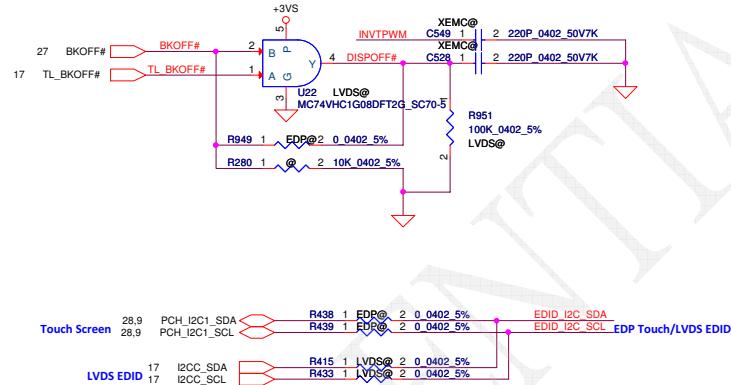 +3VS
XEMC@
INVTPWM C549 1 2 220P_0402_50V7K
XEMC@
27 BKOFF# BKOFF# 2 B P 5
DISPOFF# C528 1 2 220P_0402_50V7K
17 TL_BKOFF# TL_BKOFF# 1 A G Y 4
3 U22 LVDS@
MC74VHC1G08DFT2G_SC70-5
1 R951
100K_0402_5%
LVDS@
2
R949 1 EDP@ 2 0_0402_5%
R280 1 @ 2 10K_0402_5%
Touch Screen 28,9 PCH_I2C1_SDA R438 1 EDP@ 2 0_0402_5% EDID_I2C_SDA
28,9 PCH_I2C1_SCL R439 1 EDP@ 2 0_0402_5% EDID_I2C_SCL EDP Touch/LVDS EDID
LVDS EDID 17 I2CC_SDA R415 1 LVDS@ 2 0_0402_5%
17 I2CC_SCL R433 1 LVDS@ 2 0_0402_5%